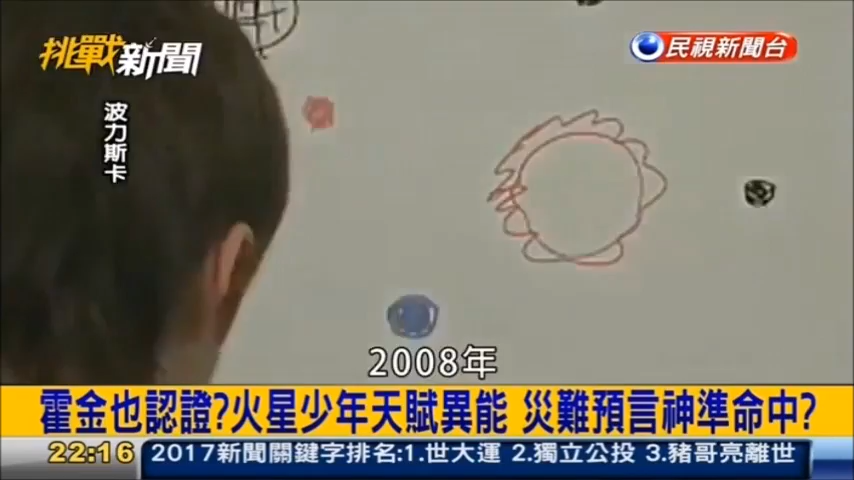 挑戰新聞
民視新聞台
波力斯卡
2008年
霍金也認證?火星少年天賦異能 災難預言神準命中?
22:16 2017新聞關鍵字排名:1.世大運 2.獨立公投 3.豬哥亮離世